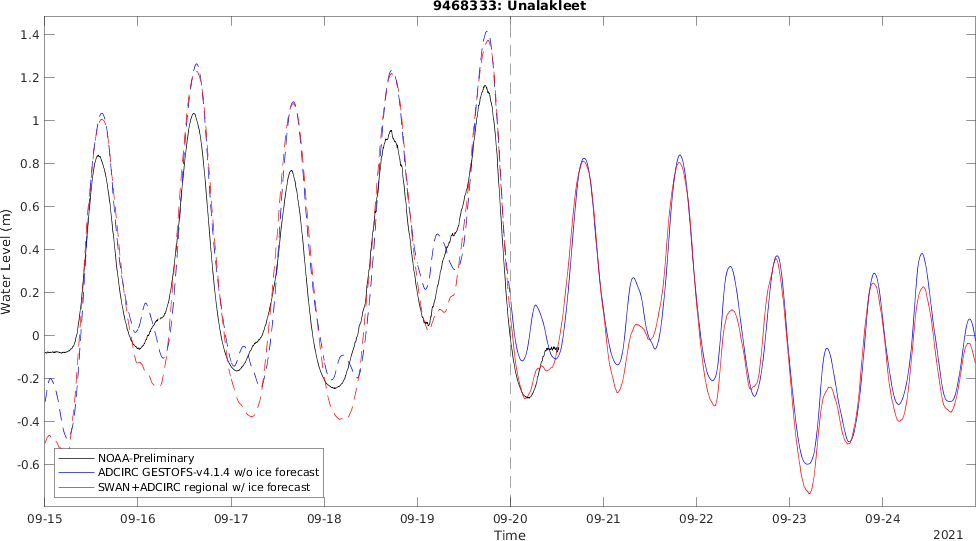 9468333: Unalakleet
1.4
1.2
1
0.8
0.6
0.4
0.2
0
-0.2
-0.4
-0.6
Water Level (m)
NOAA-Preliminary
ADCIRC GESTOFS-v4.1.4 w/o ice forecast
SWAN+ADCIRC regional w/ ice forecast
09-15 09-16 09-17 09-18 09-19 09-20 09-21 09-22 09-23 09-24
Time
2021